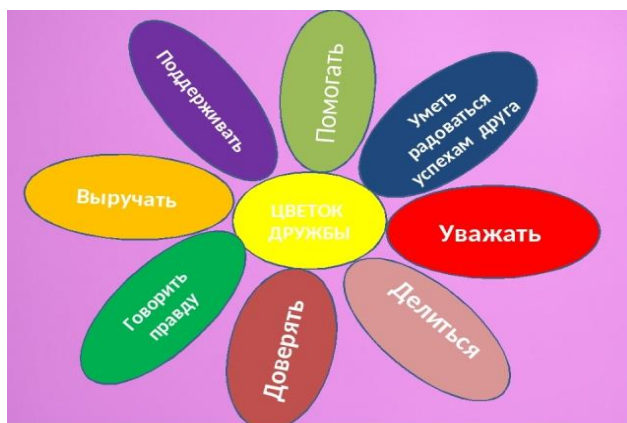 Поддерживать
Помогать
Уметь
радоваться
успехам друга
Выручать
ЦВЕТОК
ДРУЖБЫ
Уважать
Говорить
правду
Доверять
Делиться